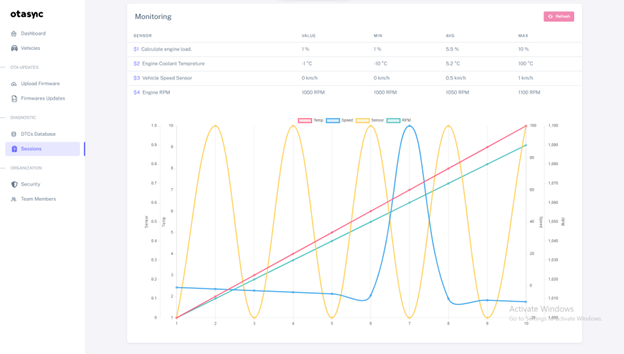 otasync
Dashboard
Vehicles
OTA UPDATES
Upload Firmware
Firmwares Updates
DIAGNOSTIC
DTCs Database
Sessions
ORGANIZATION
Security
Team Members
Monitoring
Refresh
SENSOR VALUE MIN AVG MAX
$1 Calculate engine load. 1 % 1 % 5.5 % 10 %
$2 Engine Coolant Tempreture -1 °C -10 °C 5.2 °C 100 °C
$3 Vehicle Speed Sensor 0 km/h 0 km/h 0.5 km/h 1 km/h
$4 Engine RPM 1000 RPM 1000 RPM 1050 RPM 1100 RPM
Temp Speed Sensor RPM
Sensor
Temp
Speed
RPM
1.0 10 100 1,100
0.9 9 1,090
0.8 8 80 1,080
0.7 7 1,070
0.6 6 60 1,060
0.5 5 1,050
0.4 4 40 1,040
0.3 3 20 1,030
0.2 2 0 1,020
0.1 1,010
0 1 1,000
1 2 3 4 5 6 7 8 9 10
Activate Windows
Go to Settings to activate Windows.